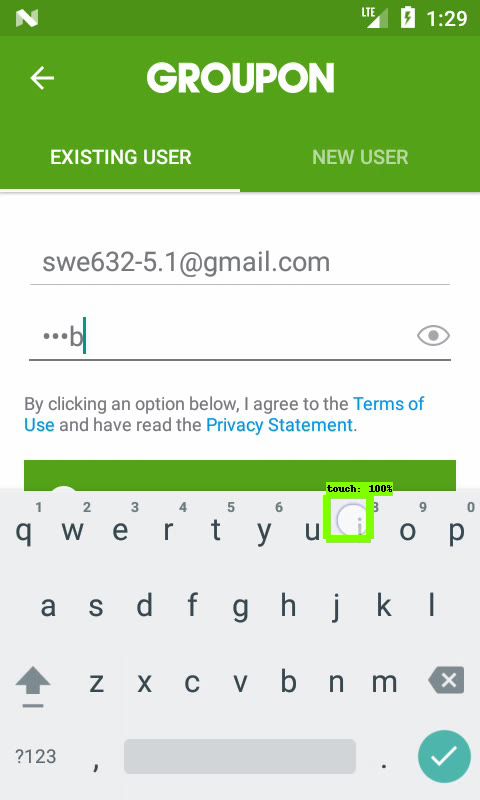 LTE 1:29
GROUPON
EXISTING USER NEW USER
swe632-5.1@gmail.com
•••b
By clicking an option below, I agree to the Terms of
Use and have read the Privacy Statement.
touch: 100%
1 2 3 4 5 6 8 9 0
q w e r t y u i o p
a s d f g h j k l
z x c v b n m
?123 , .